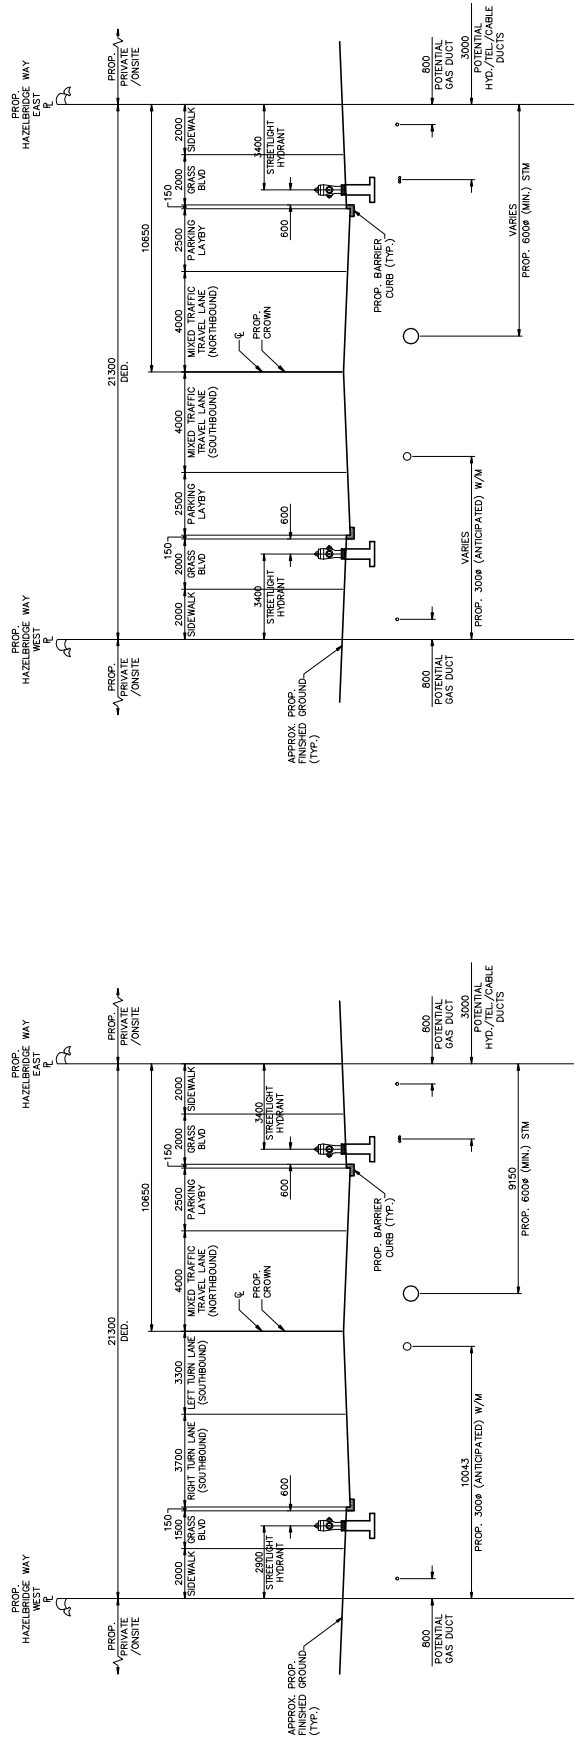 PROP.
HAZELBRIDGE WAY
WEST
PROP.
HAZELBRIDGE WAY
EAST
PROP.
PRIVATE
/ONSITE
21300
DED.
PROP.
PRIVATE
/ONSITE
10650
2000
SIDEWALK
1500
GRASS
BLVD
150
3700
RIGHT TURN LANE
(SOUTHBOUND)
3300
LEFT TURN LANE
(SOUTHBOUND)
4000
MIXED TRAFFIC
TRAVEL LANE
(NORTHBOUND)
2500
PARKING
LAYBY
150
2000
GRASS
BLVD
2000
SIDEWALK
2900
STREETLIGHT
HYDRANT
600
℄
PROP.
CROWN
600
3400
STREETLIGHT
HYDRANT
APPROX. PROP.
FINISHED GROUND
(TYP.)
PROP. BARRIER
CURB (TYP.)
800
POTENTIAL
GAS DUCT
800
POTENTIAL
GAS DUCT
10043
PROP. 300ø (ANTICIPATED) W/M
3000
POTENTIAL
HYD./TEL./CABLE
DUCTS
9150
PROP. 600ø (MIN.) STM
PROP.
HAZELBRIDGE WAY
WEST
PROP.
HAZELBRIDGE WAY
EAST
PROP.
PRIVATE
/ONSITE
21300
DED.
PROP.
PRIVATE
/ONSITE
10650
2000
SIDEWALK
2000
GRASS
BLVD
150
2500
PARKING
LAYBY
4000
MIXED TRAFFIC
TRAVEL LANE
(SOUTHBOUND)
4000
MIXED TRAFFIC
TRAVEL LANE
(NORTHBOUND)
2500
PARKING
LAYBY
150
2000
GRASS
BLVD
2000
SIDEWALK
3400
STREETLIGHT
HYDRANT
600
℄
PROP.
CROWN
600
3400
STREETLIGHT
HYDRANT
APPROX. PROP.
FINISHED GROUND
(TYP.)
PROP. BARRIER
CURB (TYP.)
800
POTENTIAL
GAS DUCT
800
POTENTIAL
GAS DUCT
VARIES
PROP. 300ø (ANTICIPATED) W/M
3000
POTENTIAL
HYD./TEL./CABLE
DUCTS
VARIES
PROP. 600ø (MIN.) STM